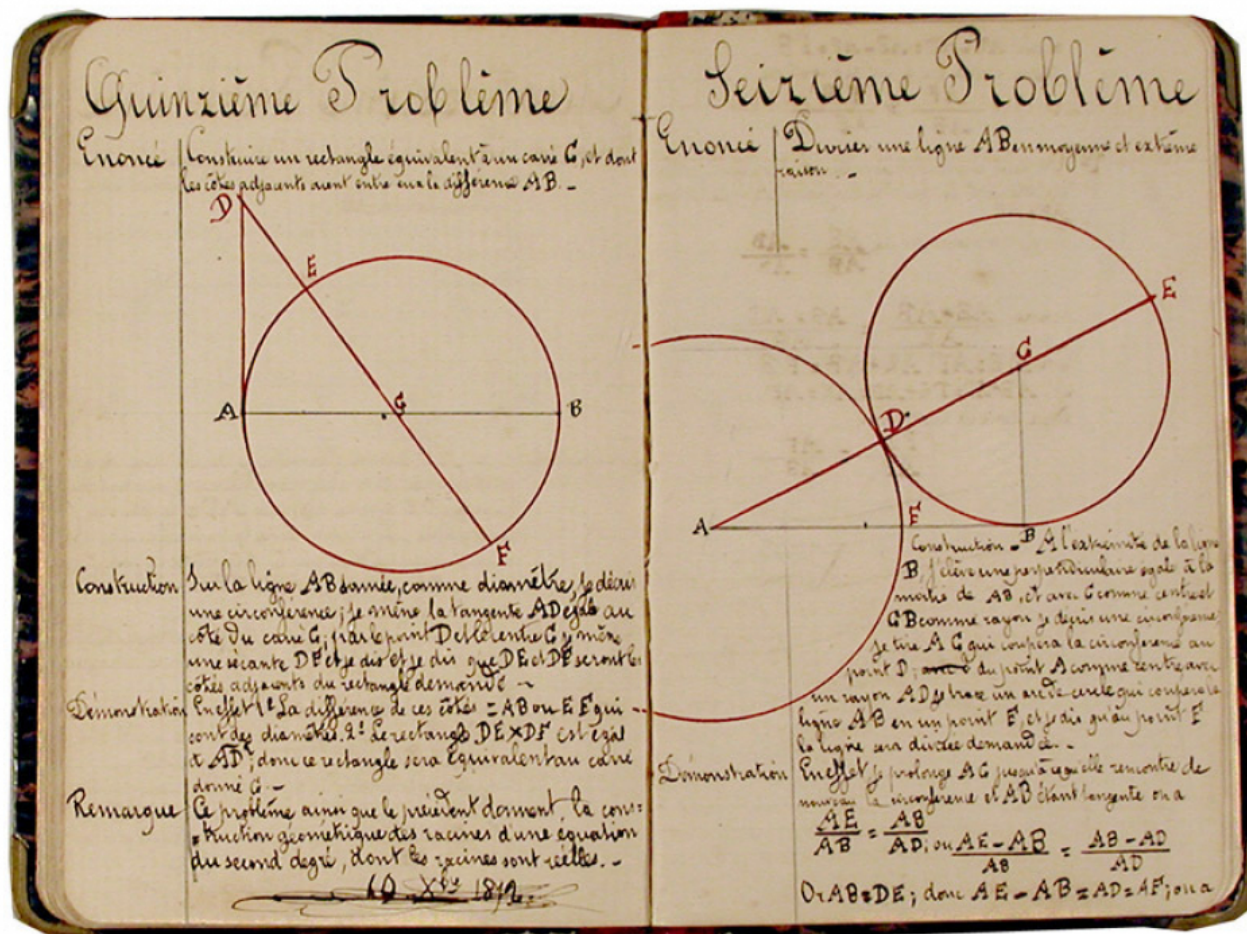 Quinzième Problème
Enoncé Construire un rectangle équivalent à un carré C, et dont
les côtés adjacents aient entre eux la différence AB. -
D
E
A
C
B
F
Construction Sur la ligne AB donnée, comme diamètre, je décris
une circonférence; je mène la tangente AD égale au
côté du carré C; par le point D et le centre C je mène
une sécante DF et je dis et je dis que DE et DF seront les
côtés adjacents du rectangle demandé -
Démonstration En effet 1º La différence de ces côtés = AB ou EF qui
sont des diamètres. 2º Le rectangle DE × DF est égal
à AD²; donc ce rectangle sera équivalent au carré
donné C. -
Remarque Ce problème ainsi que le précédent donnent, la cons=
=truction géométrique des racines d'une équation
du second degré, dont les racines sont réelles. -
10 Xbre
Seizième Problème
Enoncé Diviser une ligne AB en moyenne et extrême
raison. -
E
C
D
A
F
B
Construction - A l'extrémité de la ligne
B, j'élève une perpendiculaire égale à la
moitié de AB, et avec C comme centre et
CB comme rayon je décris une circonférence
je tire AC qui coupera la circonférence au
point D; du point A comme centre avec
un rayon AD je trace un arc de cercle qui coupera la
ligne AB en un point F, et je dis qu'au point F
la ligne sera divisée demandée. -
Démonstration En effet, je prolonge AC jusqu'à ce qu'elle rencontre de
nouveau la circonférence et AB étant tangente on a
AE/AB = AB/AD; ou AE-AB/AB = AB-AD/AD
Or AB=DE; donc AE-AB=AD=AF; on a